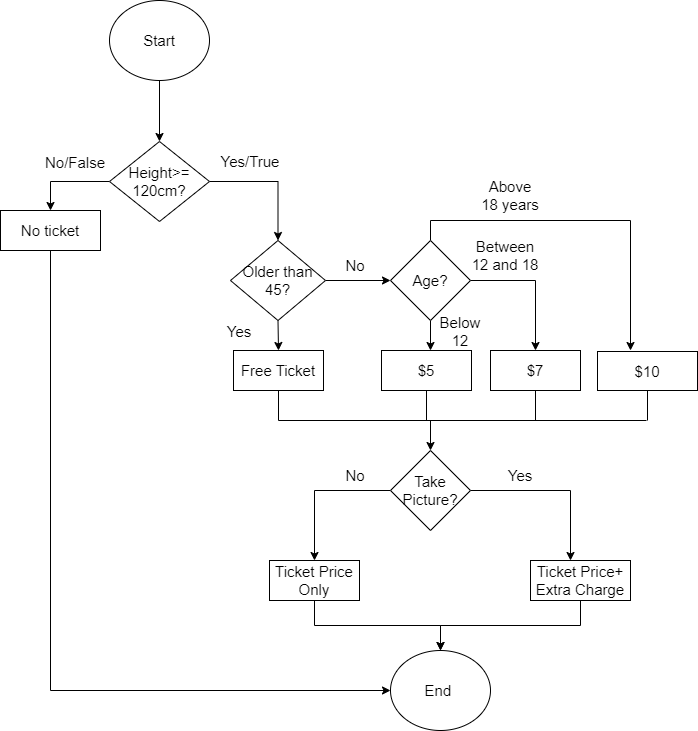 Start
Height>=
120cm?
No/False
Yes/True
No ticket
Older than
45?
No
Yes
Age?
Above
18 years
Between
12 and 18
Below
12
Free Ticket
$5
$7
$10
Take
Picture?
No
Yes
Ticket Price
Only
Ticket Price+
Extra Charge
End